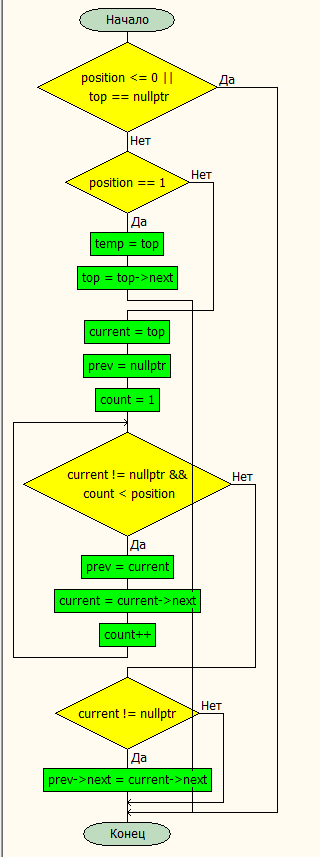 Начало
position <= 0 ||
top == nullptr
Да
Нет
position == 1
Нет
Да
temp = top
top = top->next
current = top
prev = nullptr
count = 1
current != nullptr &&
count < position
Нет
Да
prev = current
current = current->next
count++
current != nullptr
Нет
Да
prev->next = current->next
Конец